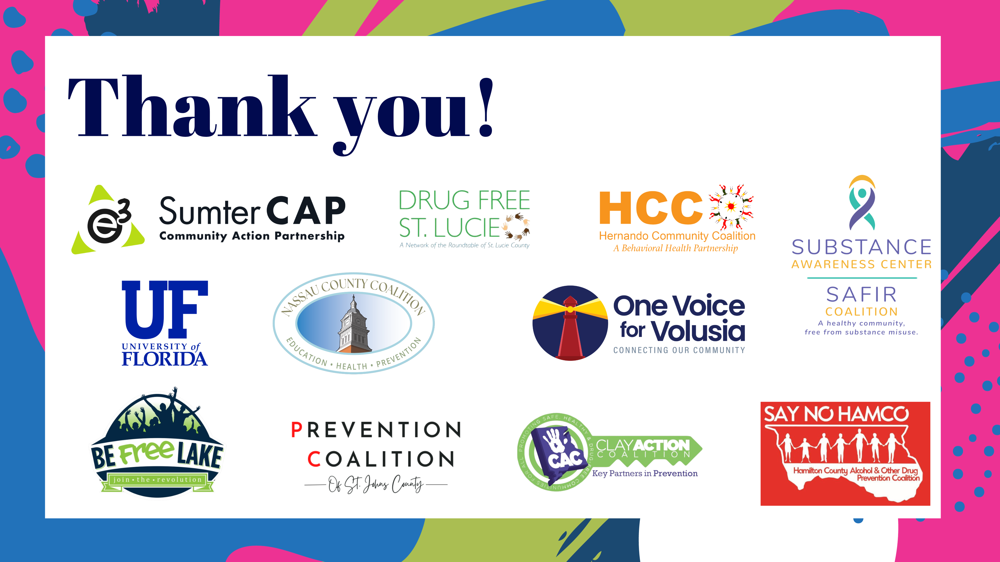 Thank you!
e3
Sumter CAP
Community Action Partnership
DRUG FREE
ST. LUCIE
A Network of the Roundtable of St. Lucie County
HCC
Hernando Community Coalition
A Behavioral Health Partnership
SUBSTANCE
AWARENESS CENTER
SAFIR
COALITION
A healthy community,
free from substance misuse.
UF
UNIVERSITY of
FLORIDA
NASSAU COUNTY COALITION
EDUCATION • HEALTH • PREVENTION
One Voice
for Volusia
CONNECTING OUR COMMUNITY
BE Free LAKE
join • the • revolution
PREVENTION
COALITION
Of St. Johns County
PROMOTING SAFE, HEALTHY & DRUG-FREE COMMUNITIES FOR ALL
CAC
CLAY ACTION
COALITION
Key Partners in Prevention
SAY NO HAMCO
Hamilton County Alcohol & Other Drug
Prevention Coalition